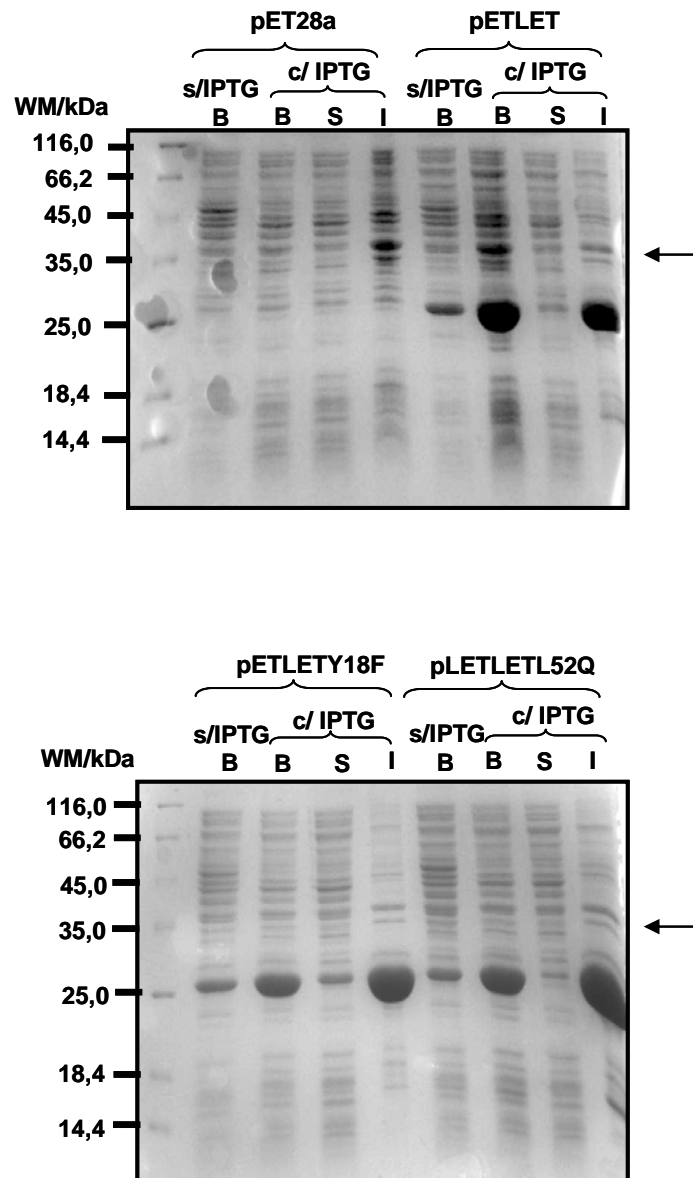 pET28a pETLET
s/IPTG c/ IPTG s/IPTG c/ IPTG
WM/kDa B B S I B B S I
116,0
66,2
45,0
35,0
25,0
18,4
14,4
pETLETY18F pLETLETL52Q
s/IPTG c/ IPTG s/IPTG c/ IPTG
WM/kDa B B S I B B S I
116,0
66,2
45,0
35,0
25,0
18,4
14,4